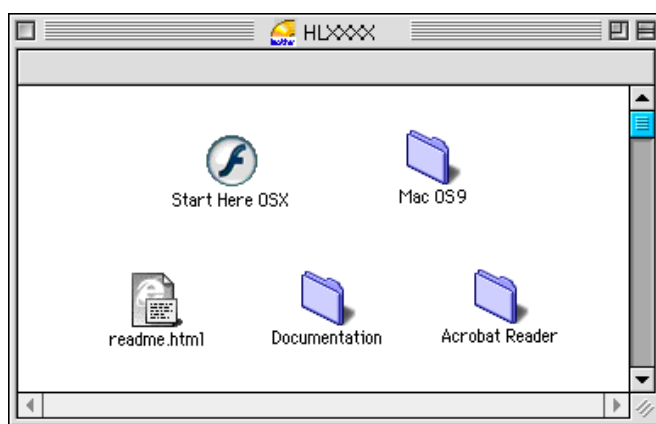 HLXXXX
Start Here OSX
Mac OS9
readme.html
Documentation
Acrobat Reader